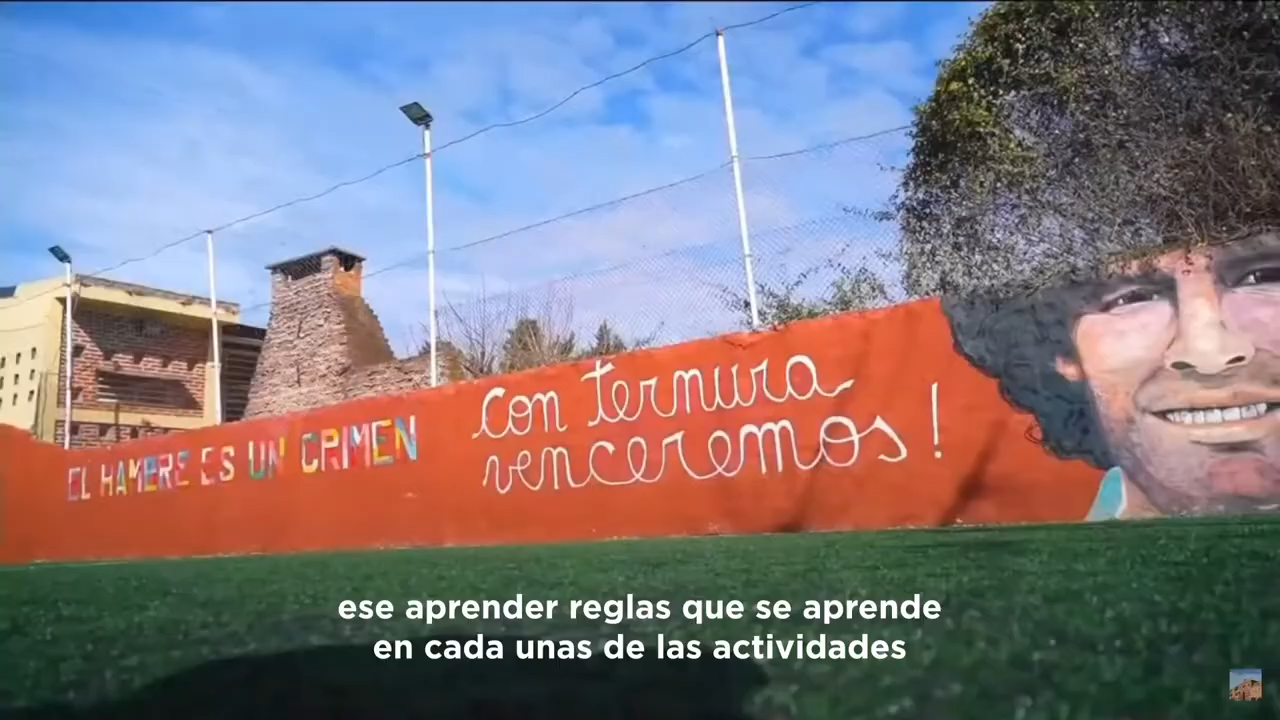 EL HAMBRE ES UN CRIMEN
Con ternura
venceremos!
ese aprender reglas que se aprende
en cada unas de las actividades